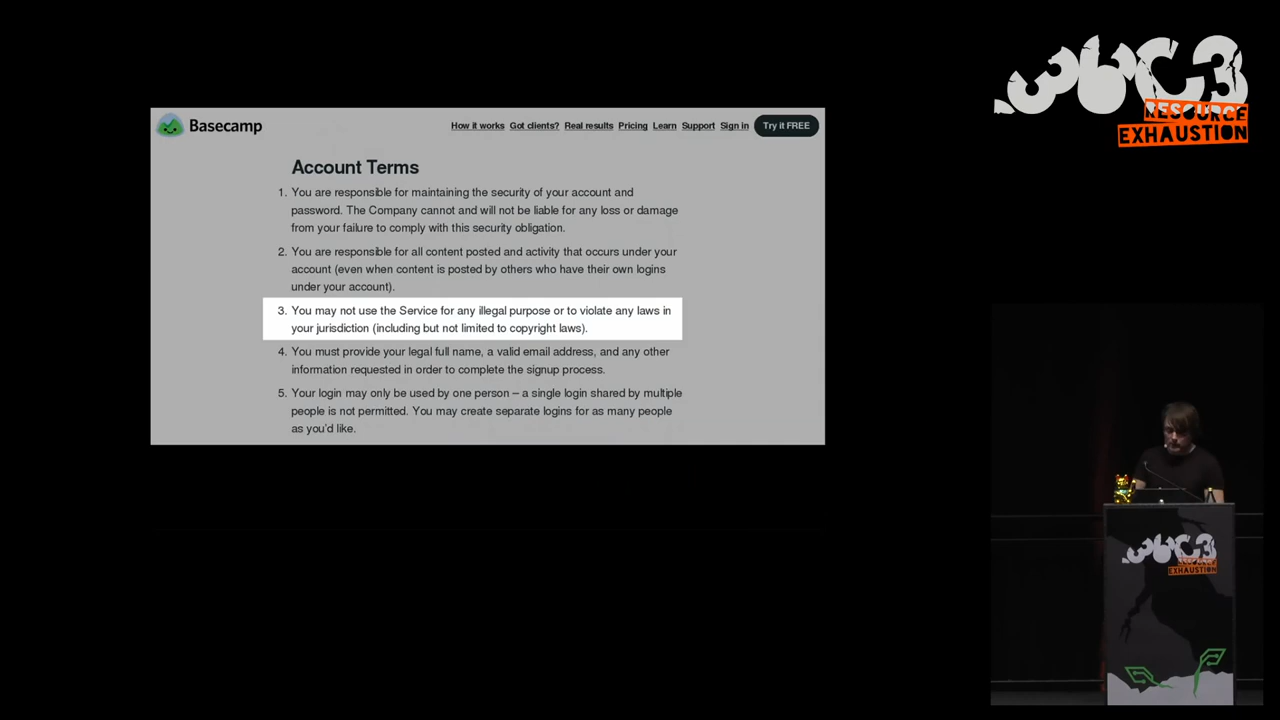 36C3
RESOURCE
EXHAUSTION
Basecamp
How it works Got clients? Real results Pricing Learn Support Sign in Try it FREE
Account Terms
1. You are responsible for maintaining the security of your account and
password. The Company cannot and will not be liable for any loss or damage
from your failure to comply with this security obligation.
2. You are responsible for all content posted and activity that occurs under your
account (even when content is posted by others who have their own logins
under your account).
3. You may not use the Service for any illegal purpose or to violate any laws in
your jurisdiction (including but not limited to copyright laws).
4. You must provide your legal full name, a valid email address, and any other
information requested in order to complete the signup process.
5. Your login may only be used by one person – a single login shared by multiple
people is not permitted. You may create separate logins for as many people
as you'd like.
36C3
EXHAUSTION